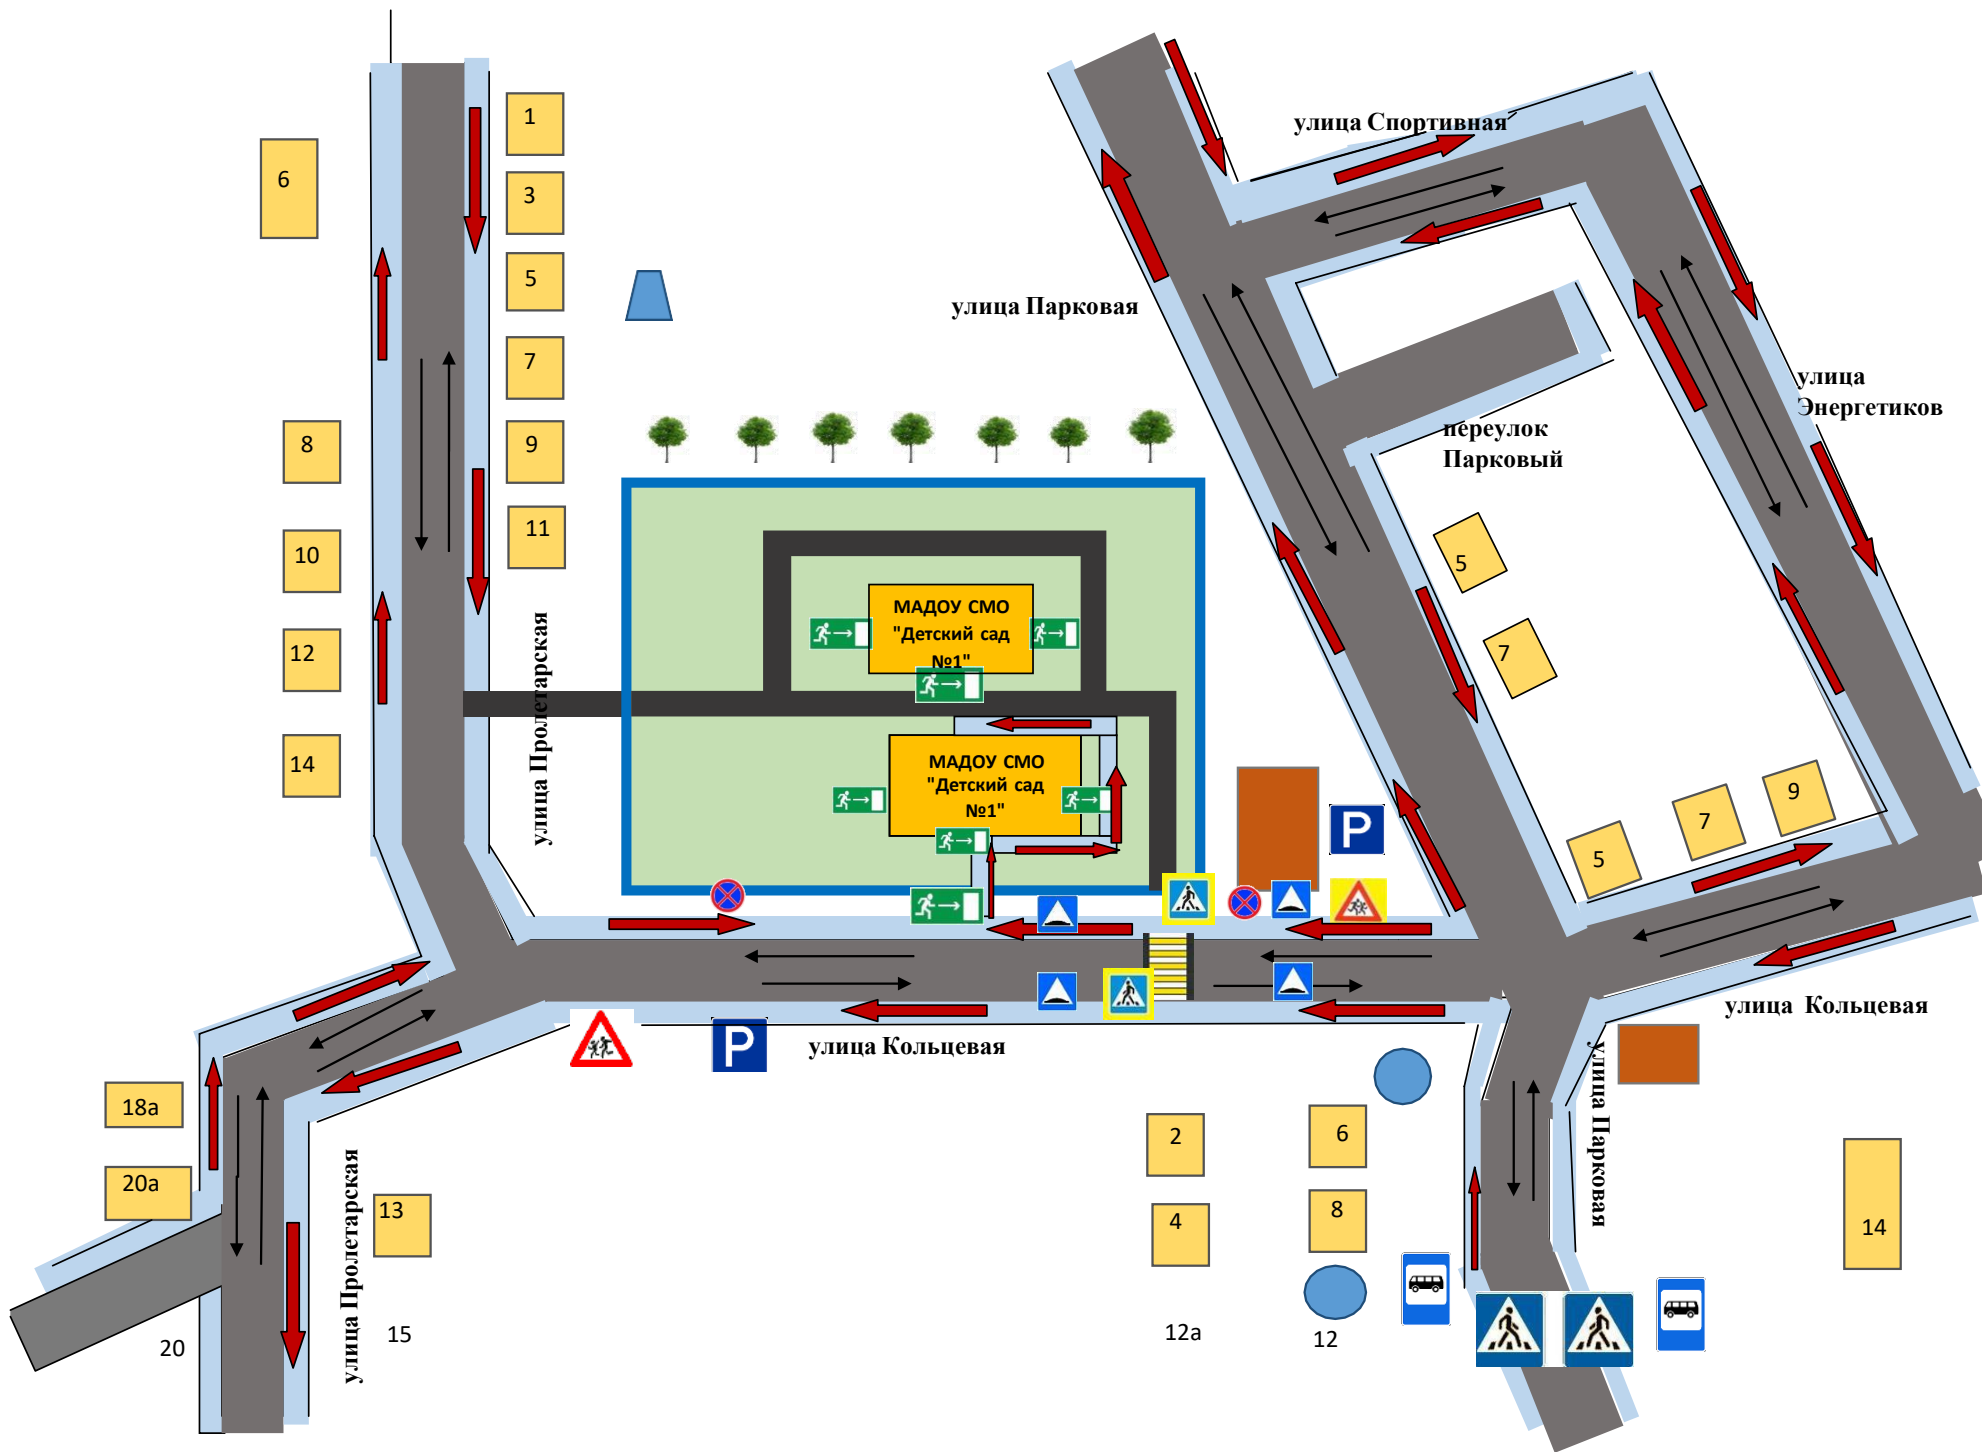 1
6
3
5
7
8
9
11
10
12
14
улица Спортивная
улица Парковая
улица
Энергетиков
переулок
Парковый
5
7
МАДОУ СМО
"Детский сад
№1"
улица Пролетарская
МАДОУ СМО
"Детский сад
№1"
P
9
7
5
улица Кольцевая
P
улица Кольцевая
улица Парковая
18а
20а
13
улица Пролетарская
2
6
4
8
14
20
15
12а
12